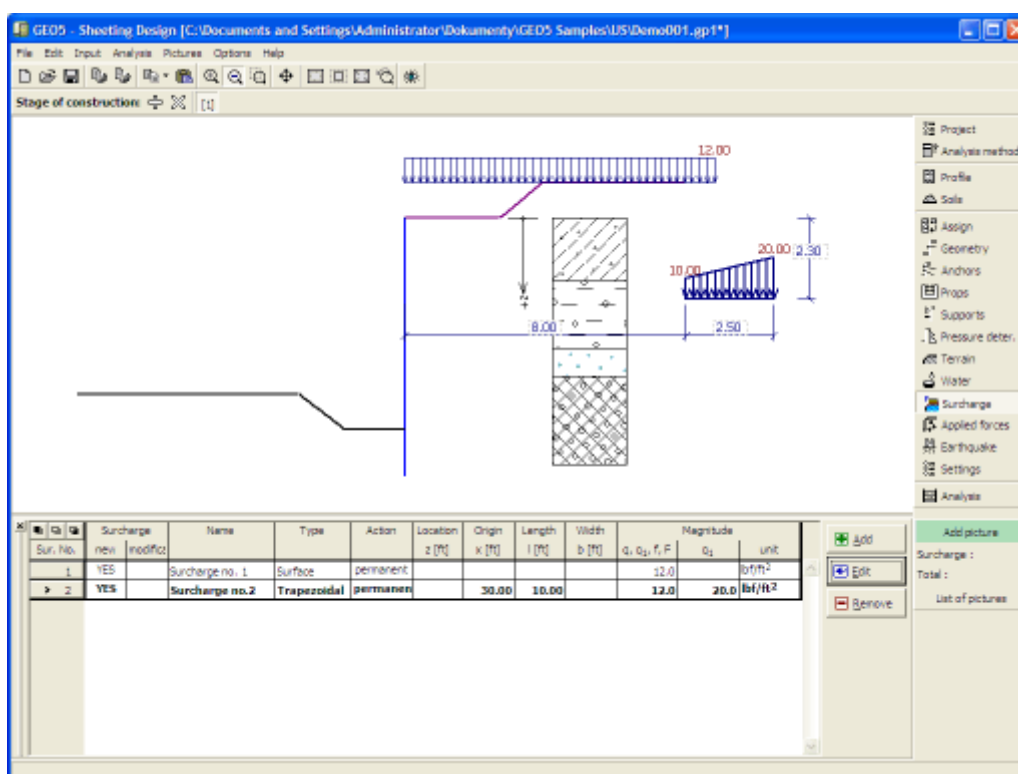 GEO5 - Sheeting Design [C:\Documents and Settings\Administrator\Dokumenty\GEO5 Samples\US\Demo001.gp1*]
File Edit Input Analysis Pictures Options Help
Stage of construction: [1]
12.00
20.00 2.30
10.00
+z
8.00 2.50
Project
Analysis method
Profile
Soils
Assign
Geometry
Anchors
Props
Supports
Pressure deter.
Terrain
Water
Surcharge
Applied forces
Earthquake
Settings
Analysis
Surcharge Name Type Action Location Origin Length Width Magnitude
Sur. No. new modifica z [ft] x [ft] l [ft] b [ft] q, q1, f, F q1 unit
1 YES Surcharge no. 1 Surface permanent 12.0 lbf/ft2
> 2 YES Surcharge no.2 Trapezoidal permanen 30.00 10.00 12.0 20.0 lbf/ft2
Add
Edit
Remove
Add picture
Surcharge :
Total :
List of pictures